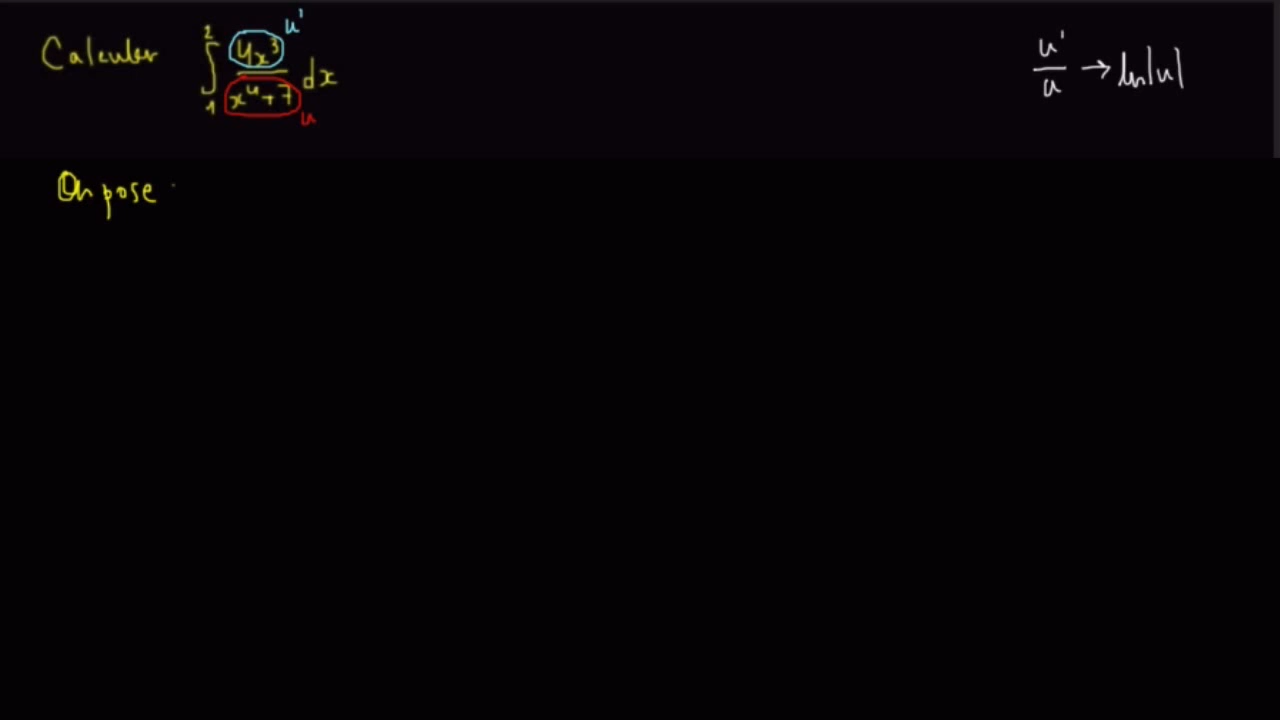 Calculer ∫₁² 4x³/(x⁴+7) dx u' u
u'/u → ln|u|
On pose :